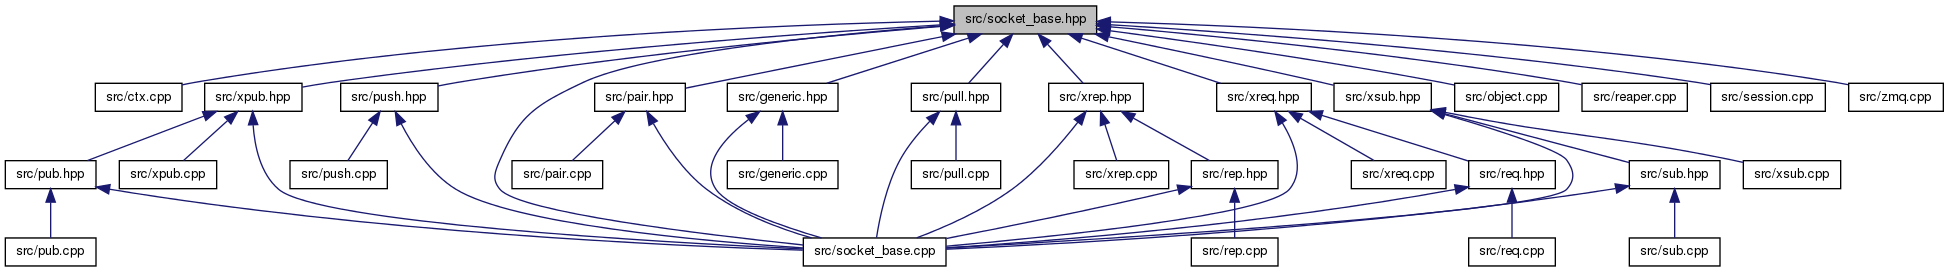 src/socket_base.hpp
src/ctx.cpp
src/xpub.hpp
src/push.hpp
src/pair.hpp
src/generic.hpp
src/pull.hpp
src/xrep.hpp
src/xreq.hpp
src/xsub.hpp
src/object.cpp
src/reaper.cpp
src/session.cpp
src/zmq.cpp
src/pub.hpp
src/xpub.cpp
src/push.cpp
src/pair.cpp
src/generic.cpp
src/pull.cpp
src/xrep.cpp
src/rep.hpp
src/xreq.cpp
src/req.hpp
src/sub.hpp
src/xsub.cpp
src/pub.cpp
src/socket_base.cpp
src/rep.cpp
src/req.cpp
src/sub.cpp